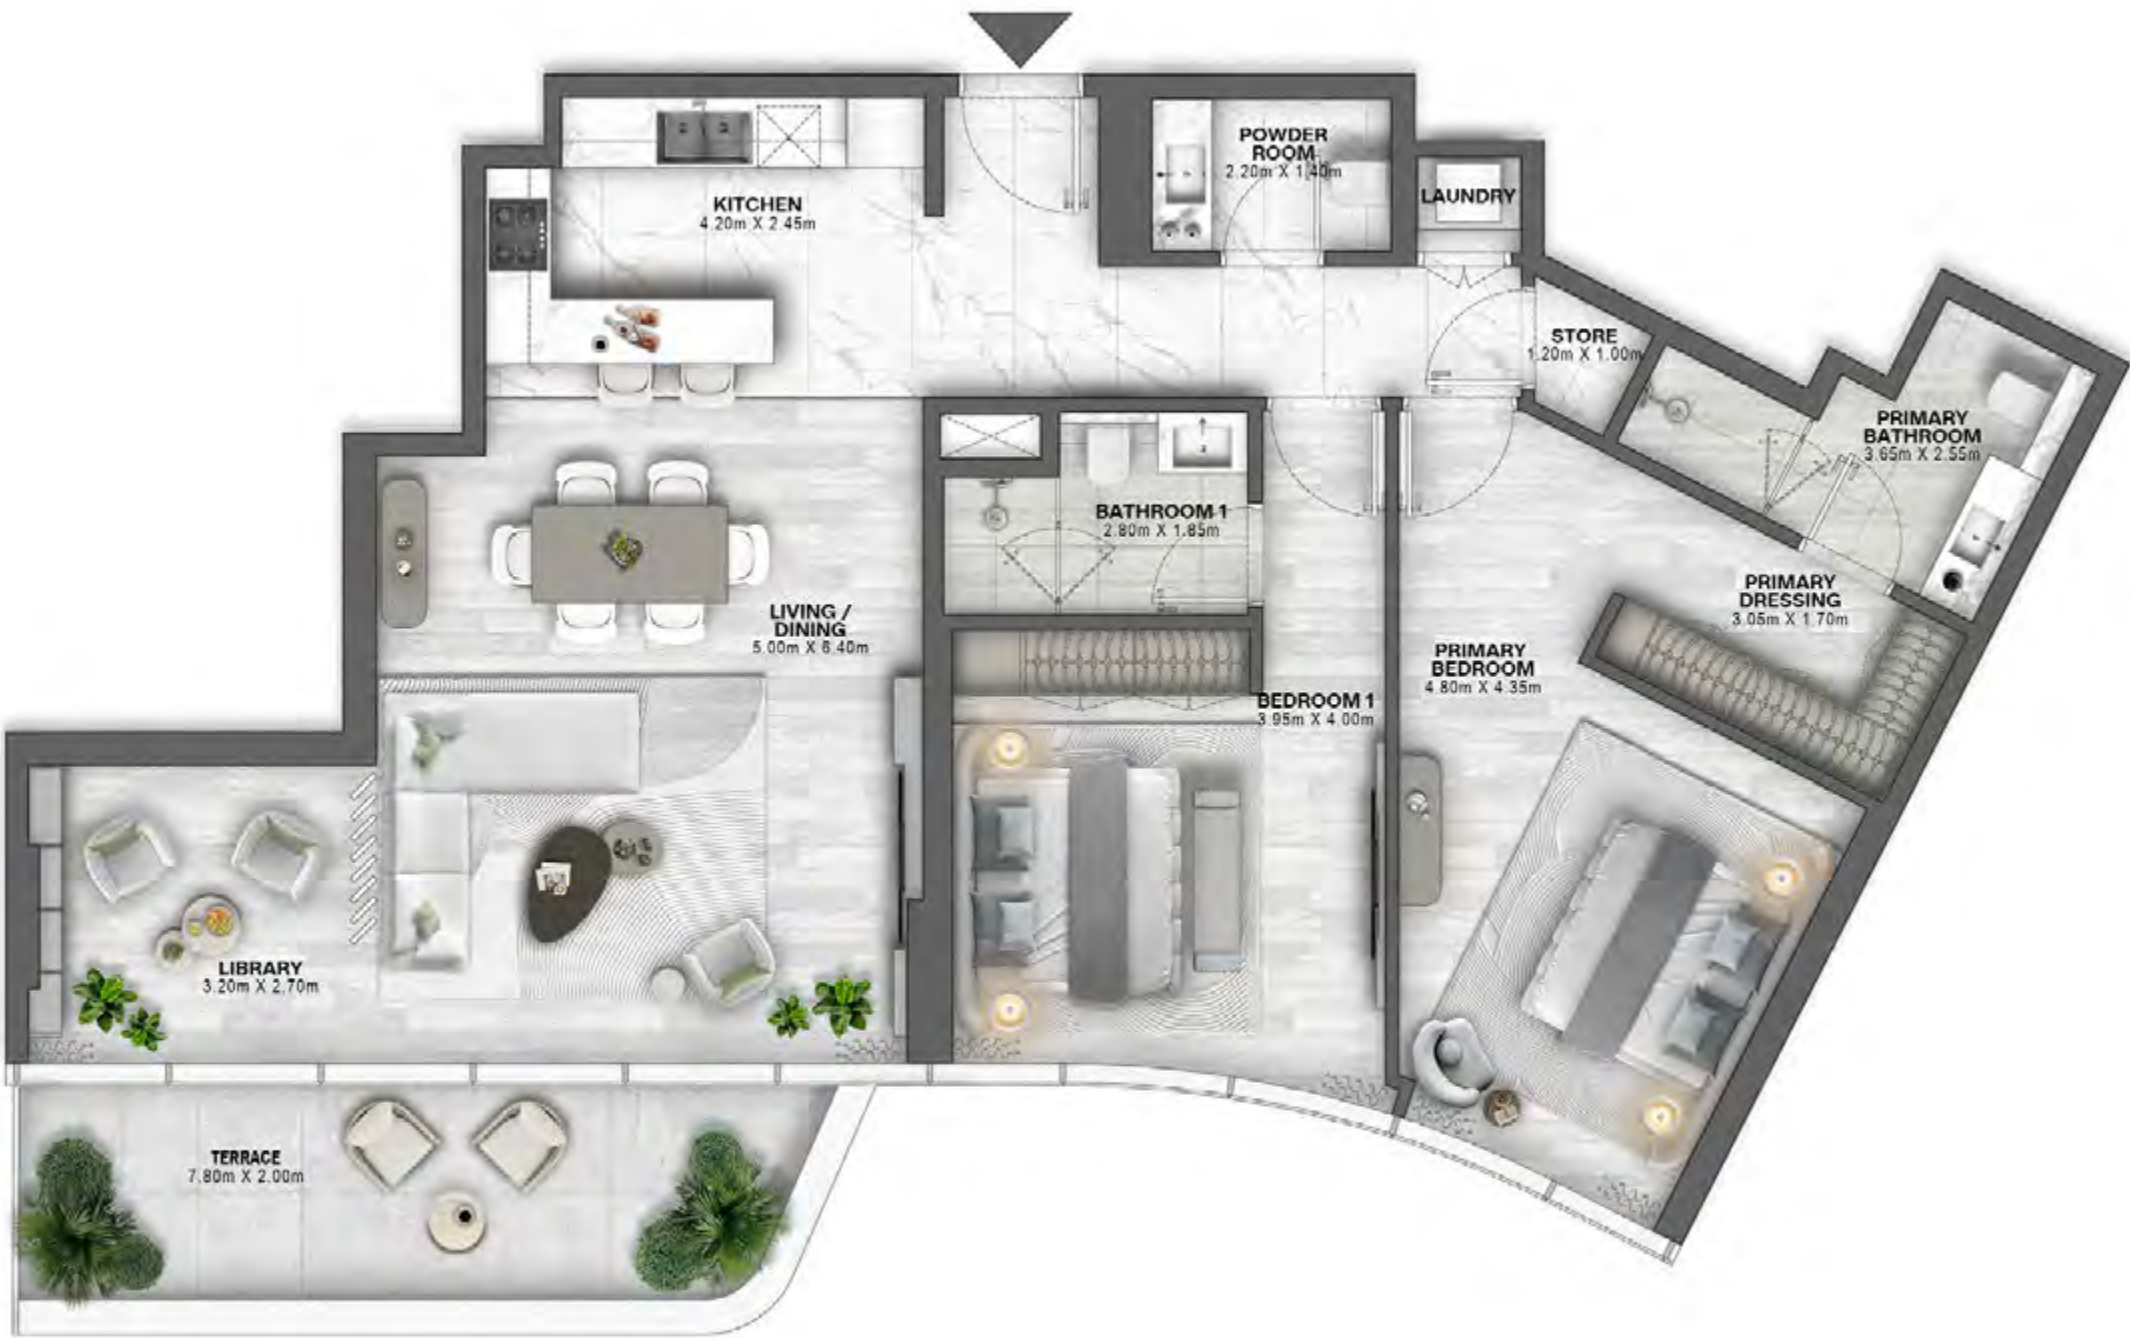 POWDER
ROOM
2.20m X 1.40m
LAUNDRY
KITCHEN
4.20m X 2.45m
STORE
1.20m X 1.00m
PRIMARY
BATHROOM
3.65m X 2.55m
BATHROOM 1
2.80m X 1.85m
PRIMARY
DRESSING
3.05m X 1.70m
LIVING /
DINING
5.00m X 6.40m
PRIMARY
BEDROOM
4.80m X 4.35m
BEDROOM 1
3.95m X 4.00m
LIBRARY
3.20m X 2.70m
TERRACE
7.80m X 2.00m